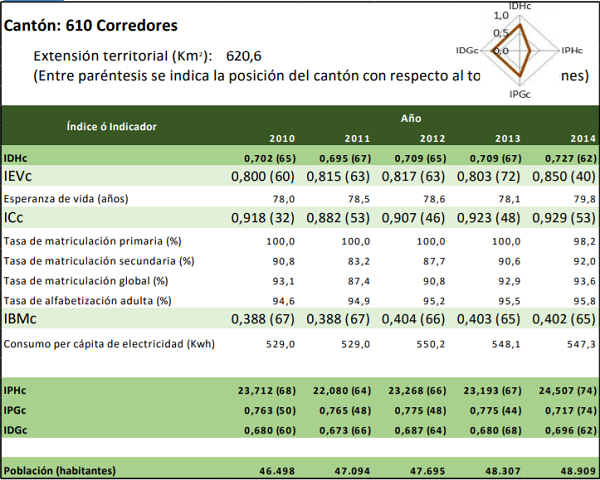 Cantón: 610 Corredores
Extensión territorial (Km²): 620,6
(Entre paréntesis se indica la posición del cantón con respecto al to nes)
IDHc
1,0
0,5
0,0
IDGc
IPHc
IPGc
Índice ó Indicador Año
2010 2011 2012 2013 2014
IDHc 0,702 (65) 0,695 (67) 0,709 (65) 0,709 (67) 0,727 (62)
IEVc 0,800 (60) 0,815 (63) 0,817 (63) 0,803 (72) 0,850 (40)
Esperanza de vida (años) 78,0 78,5 78,6 78,1 79,8
ICc 0,918 (32) 0,882 (53) 0,907 (46) 0,923 (48) 0,929 (53)
Tasa de matriculación primaria (%) 100,0 100,0 100,0 100,0 98,2
Tasa de matriculación secundaria (%) 90,8 83,2 87,7 90,6 92,0
Tasa de matriculación global (%) 93,1 87,4 90,8 92,9 93,6
Tasa de alfabetización adulta (%) 94,6 94,9 95,2 95,5 95,8
IBMc 0,388 (67) 0,388 (67) 0,404 (66) 0,403 (65) 0,402 (65)
Consumo per cápita de electricidad (Kwh) 529,0 529,0 550,2 548,1 547,3
IPHc 23,712 (68) 22,080 (64) 23,268 (66) 23,193 (67) 24,507 (74)
IPGc 0,763 (50) 0,765 (48) 0,775 (48) 0,775 (44) 0,717 (74)
IDGc 0,680 (60) 0,673 (66) 0,687 (64) 0,680 (68) 0,696 (62)
Población (habitantes) 46.498 47.094 47.695 48.307 48.909